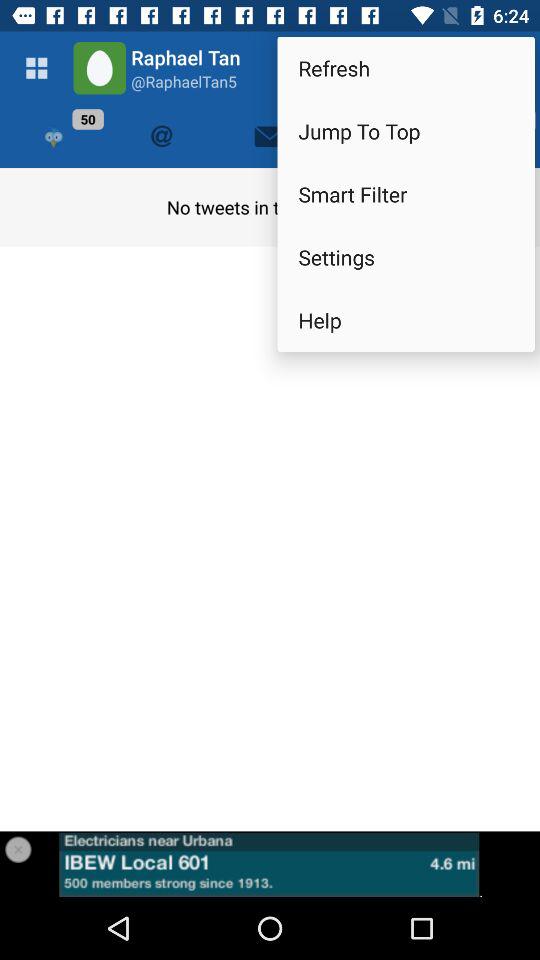 6:24
Raphael Tan
@RaphaelTan5
50
@
No tweets in t
Refresh
Jump To Top
Smart Filter
Settings
Help
Electricians near Urbana
IBEW Local 601
4.6 mi
500 members strong since 1913.